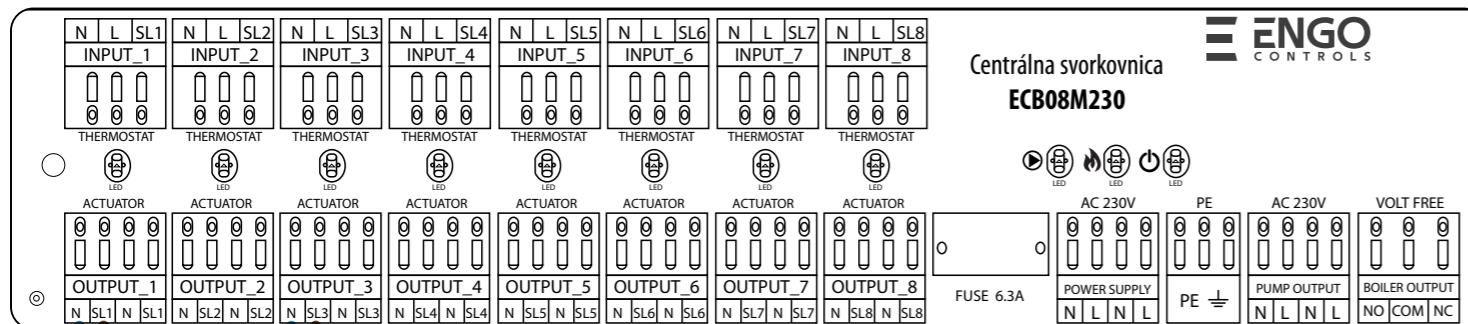 N L SL1 N L SL2 N L SL3 N L SL4 N L SL5 N L SL6 N L SL7 N L SL8
INPUT_1 INPUT_2 INPUT_3 INPUT_4 INPUT_5 INPUT_6 INPUT_7 INPUT_8
THERMOSTAT THERMOSTAT THERMOSTAT THERMOSTAT THERMOSTAT THERMOSTAT THERMOSTAT THERMOSTAT
ENGO
CONTROLS
Centrálna svorkovnica
ECB08M230
LED LED LED LED LED LED LED LED LED LED LED
ACTUATOR ACTUATOR ACTUATOR ACTUATOR ACTUATOR ACTUATOR ACTUATOR ACTUATOR AC 230V PE AC 230V VOLT FREE
OUTPUT_1 OUTPUT_2 OUTPUT_3 OUTPUT_4 OUTPUT_5 OUTPUT_6 OUTPUT_7 OUTPUT_8 FUSE 6.3A POWER SUPPLY PE PUMP OUTPUT BOILER OUTPUT
N SL1 N SL1 N SL2 N SL2 N SL3 N SL3 N SL4 N SL4 N SL5 N SL5 N SL6 N SL6 N SL7 N SL7 N SL8 N SL8 N L N L N L N L NO COM NC